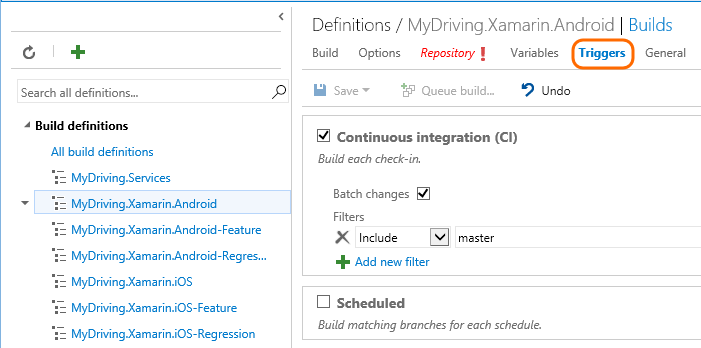 Definitions / MyDriving.Xamarin.Android | Builds
Build Options Repository ! Variables Triggers General
Save Queue build... Undo
Search all definitions...
Build definitions
All build definitions
MyDriving.Services
MyDriving.Xamarin.Android
MyDriving.Xamarin.Android-Feature
MyDriving.Xamarin.Android-Regres...
MyDriving.Xamarin.iOS
MyDriving.Xamarin.iOS-Feature
MyDriving.Xamarin.iOS-Regression
Continuous integration (CI)
Build each check-in.
Batch changes
Filters
Include master
Add new filter
Scheduled
Build matching branches for each schedule.